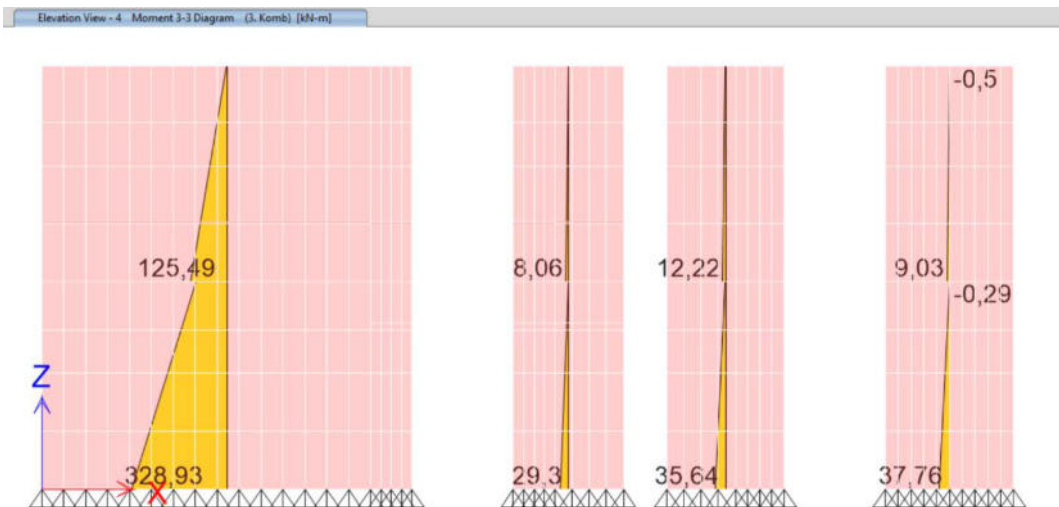 Elevation View - 4 Moment 3-3 Diagram (3. Komb) [kN-m]
-0,5
125,49 8,06 12,22 9,03
-0,29
Z
328,93 29,3 35,64 37,76
X